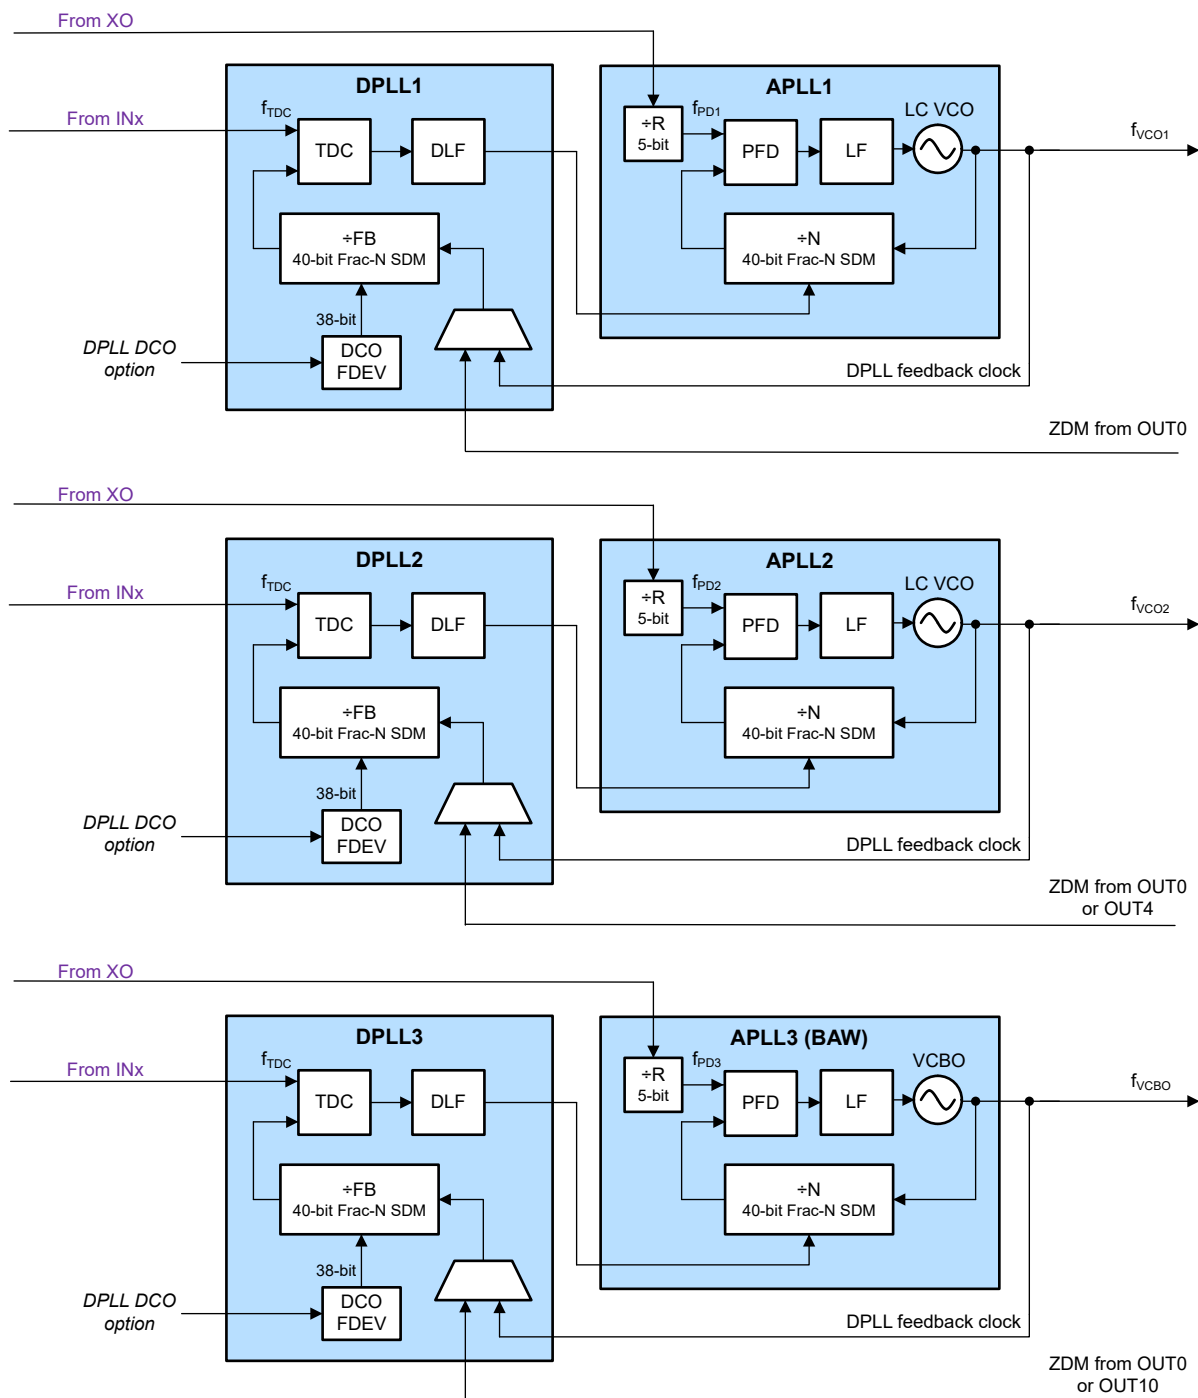 From XO
DPLL1
APLL1
From INx
fTDC
TDC
DLF
÷R
5-bit
fPD1
PFD
LF
LC VCO
fVCO1
÷FB
40-bit Frac-N SDM
÷N
40-bit Frac-N SDM
38-bit
DPLL DCO
option
DCO
FDEV
DPLL feedback clock
ZDM from OUT0
From XO
DPLL2
APLL2
From INx
fTDC
TDC
DLF
÷R
5-bit
fPD2
PFD
LF
LC VCO
fVCO2
÷FB
40-bit Frac-N SDM
÷N
40-bit Frac-N SDM
38-bit
DPLL DCO
option
DCO
FDEV
DPLL feedback clock
ZDM from OUT0
or OUT4
From XO
DPLL3
APLL3 (BAW)
From INx
fTDC
TDC
DLF
÷R
5-bit
fPD3
PFD
LF
VCBO
fVCBO
÷FB
40-bit Frac-N SDM
÷N
40-bit Frac-N SDM
38-bit
DPLL DCO
option
DCO
FDEV
DPLL feedback clock
ZDM from OUT0
or OUT10